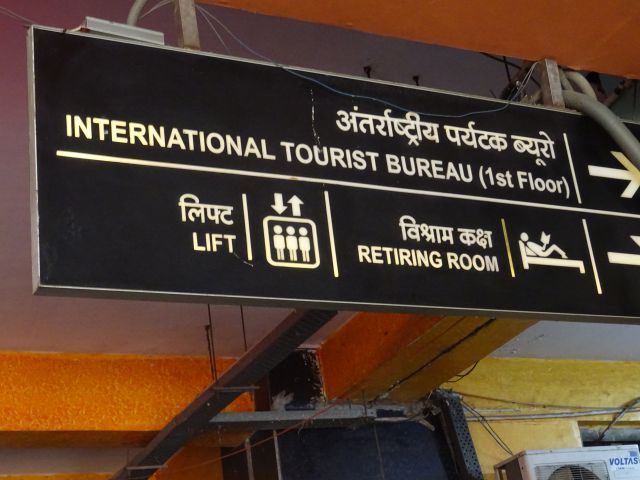 अंतर्राष्ट्रीय पर्यटक ब्यूरो
INTERNATIONAL TOURIST BUREAU (1st Floor)
लिफ्ट
LIFT
विश्राम कक्ष
RETIRING ROOM
VOLTAS